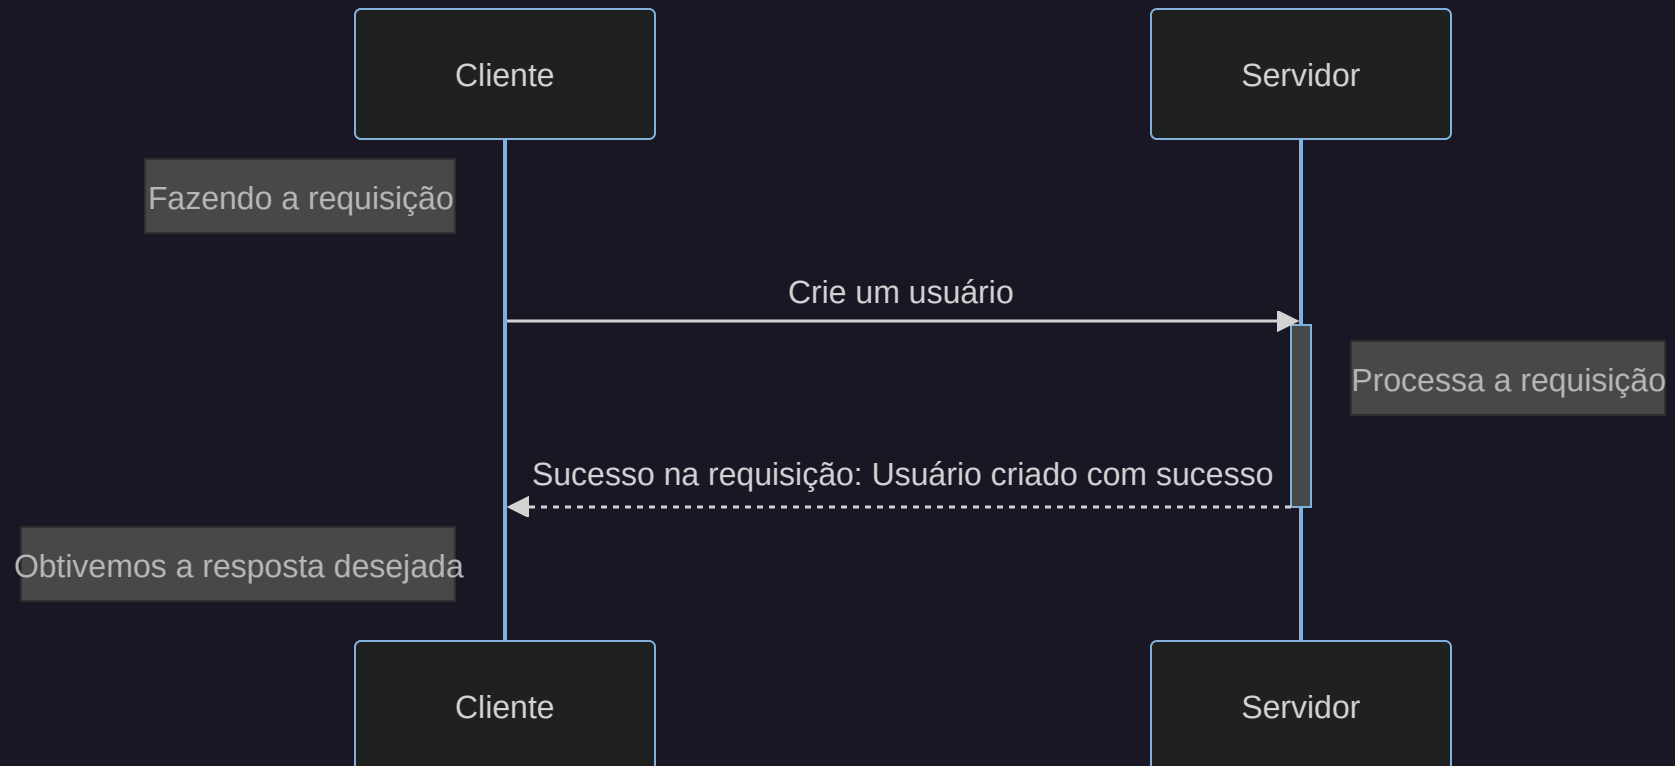 Cliente
Servidor
Fazendo a requisição
Crie um usuário
Processa a requisição
Sucesso na requisição: Usuário criado com sucesso
Obtivemos a resposta desejada
Cliente
Servidor